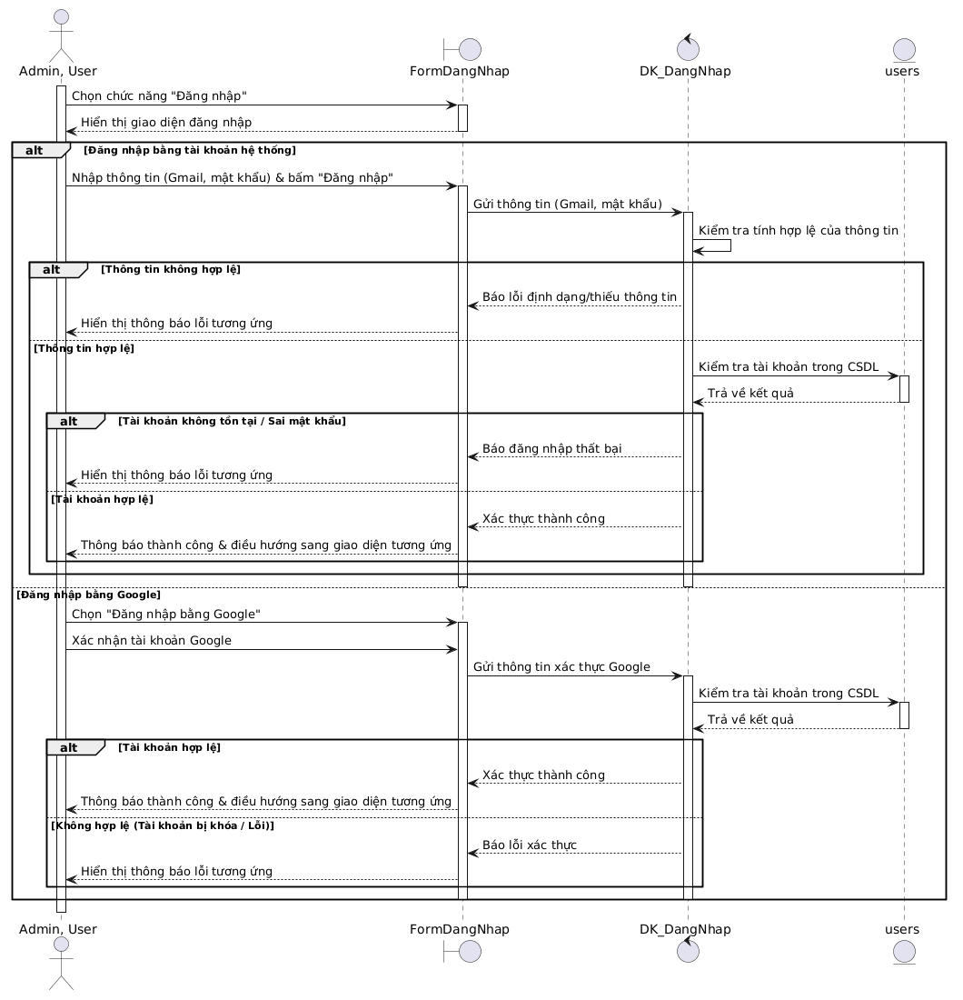 Admin, User
FormDangNhap
DK_DangNhap
users
Chọn chức năng "Đăng nhập"
Hiển thị giao diện đăng nhập
alt [Đăng nhập bằng tài khoản hệ thống]
Nhập thông tin (Gmail, mật khẩu) & bấm "Đăng nhập"
Gửi thông tin (Gmail, mật khẩu)
Kiểm tra tính hợp lệ của thông tin
alt [Thông tin không hợp lệ]
Báo lỗi định dạng/thiếu thông tin
Hiển thị thông báo lỗi tương ứng
[Thông tin hợp lệ]
Kiểm tra tài khoản trong CSDL
Trả về kết quả
alt [Tài khoản không tồn tại / Sai mật khẩu]
Báo đăng nhập thất bại
Hiển thị thông báo lỗi tương ứng
[Tài khoản hợp lệ]
Xác thực thành công
Thông báo thành công & điều hướng sang giao diện tương ứng
[Đăng nhập bằng Google]
Chọn "Đăng nhập bằng Google"
Xác nhận tài khoản Google
Gửi thông tin xác thực Google
Kiểm tra tài khoản trong CSDL
Trả về kết quả
alt [Tài khoản hợp lệ]
Xác thực thành công
Thông báo thành công & điều hướng sang giao diện tương ứng
[Không hợp lệ (Tài khoản bị khóa / Lỗi)]
Báo lỗi xác thực
Hiển thị thông báo lỗi tương ứng
Admin, User
FormDangNhap
DK_DangNhap
users